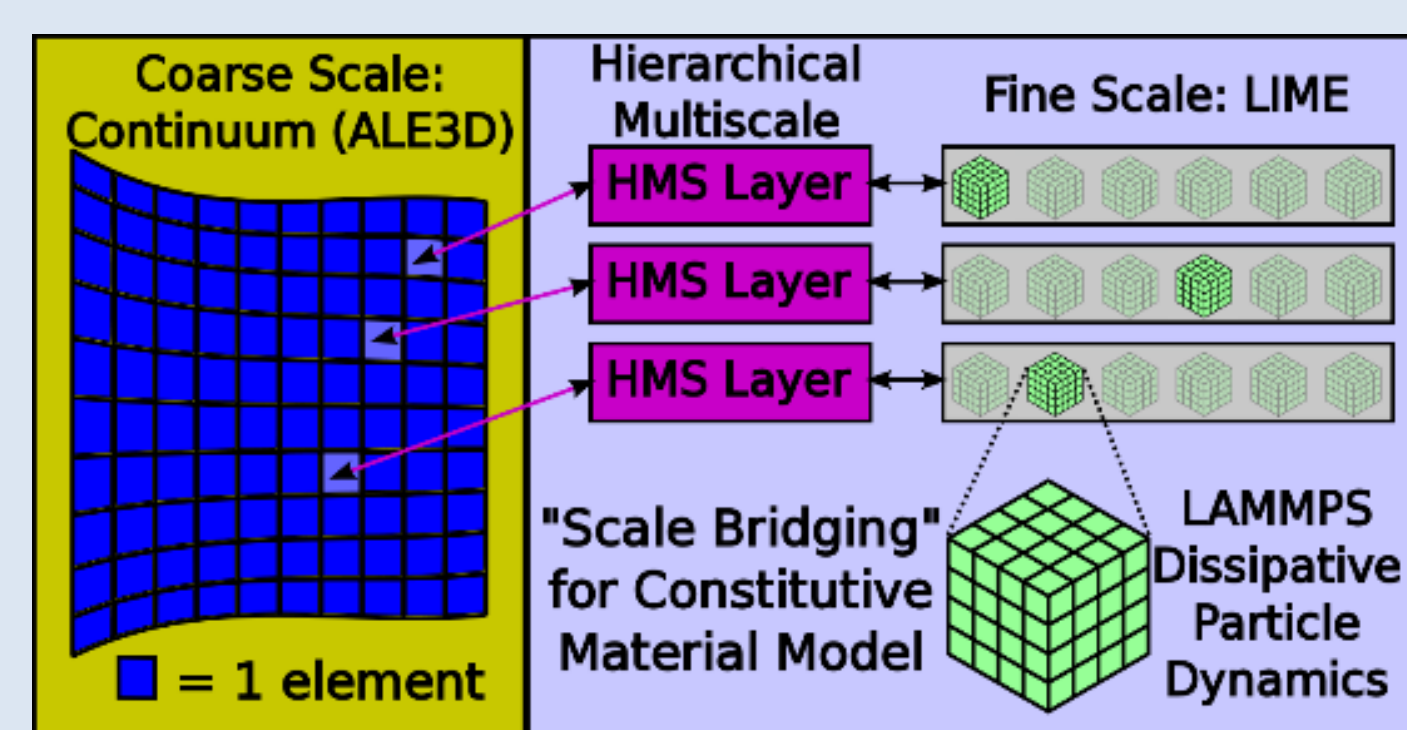 Coarse Scale:
Continuum (ALE3D)
= 1 element
Hierarchical
Multiscale
HMS Layer
HMS Layer
HMS Layer
"Scale Bridging"
for Constitutive
Material Model
Fine Scale: LIME
LAMMPS
Dissipative
Particle
Dynamics